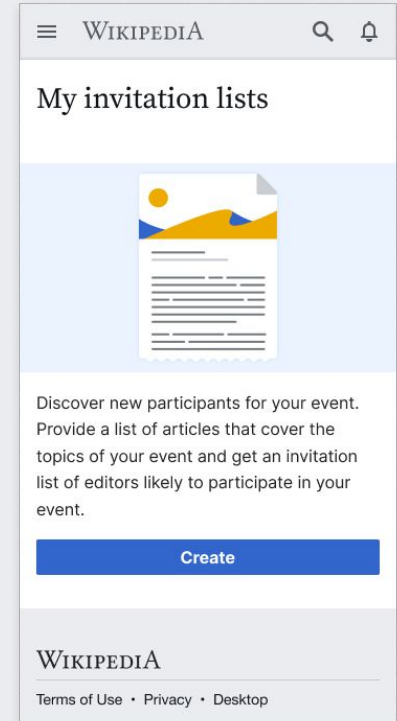 WIKIPEDIA
My invitation lists
Discover new participants for your event.
Provide a list of articles that cover the
topics of your event and get an invitation
list of editors likely to participate in your
event.
Create
WIKIPEDIA
Terms of Use • Privacy • Desktop